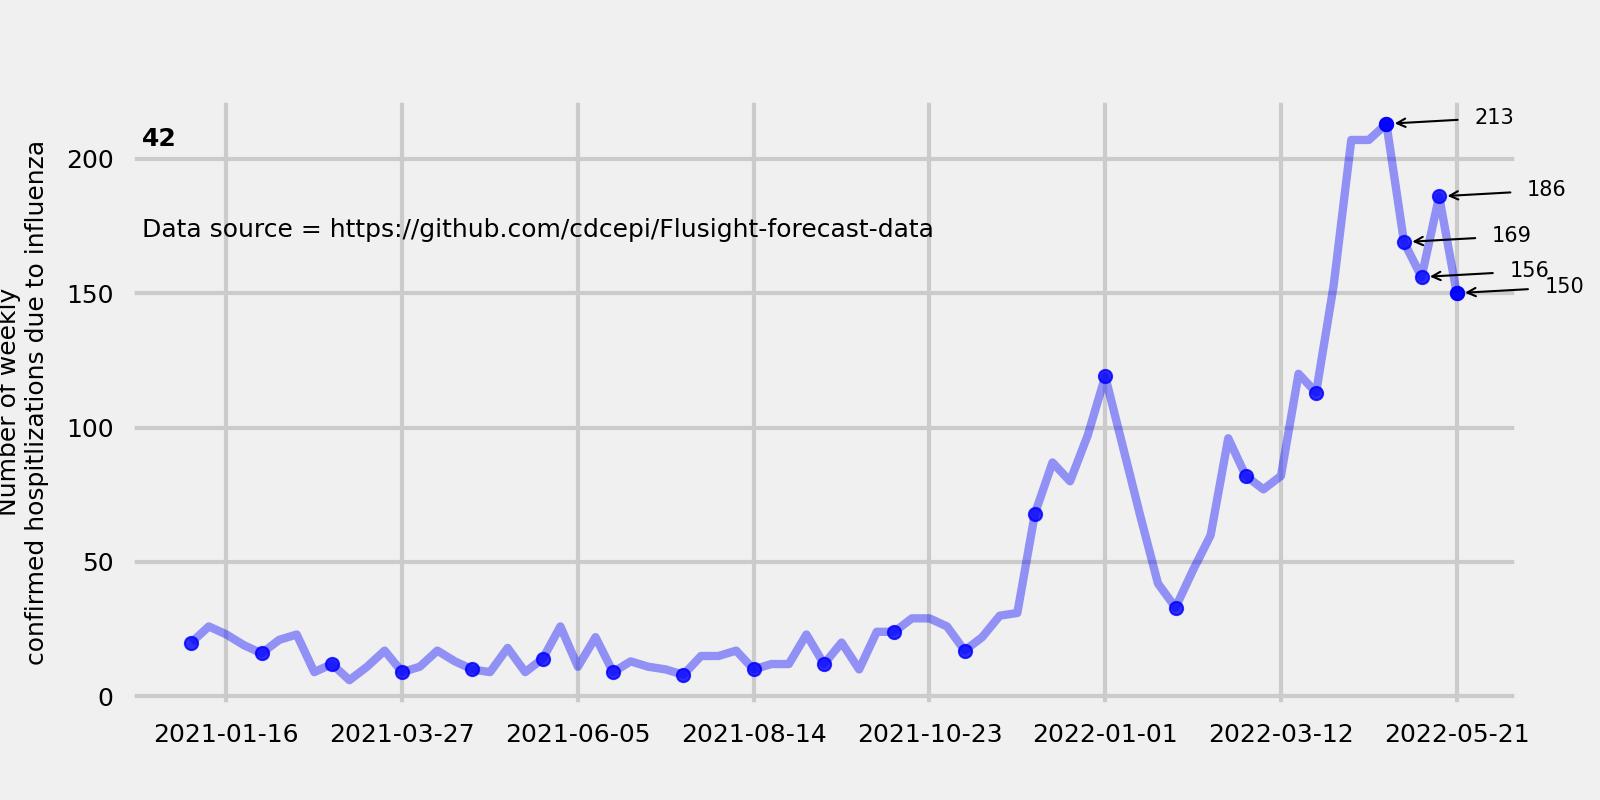 42
Data source = https://github.com/cdcepi/Flusight-forecast-data
Number of weekly
confirmed hospitlizations due to influenza
200
150
100
50
0
213
186
169
156
150
2021-01-16 2021-03-27 2021-06-05 2021-08-14 2021-10-23 2022-01-01 2022-03-12 2022-05-21